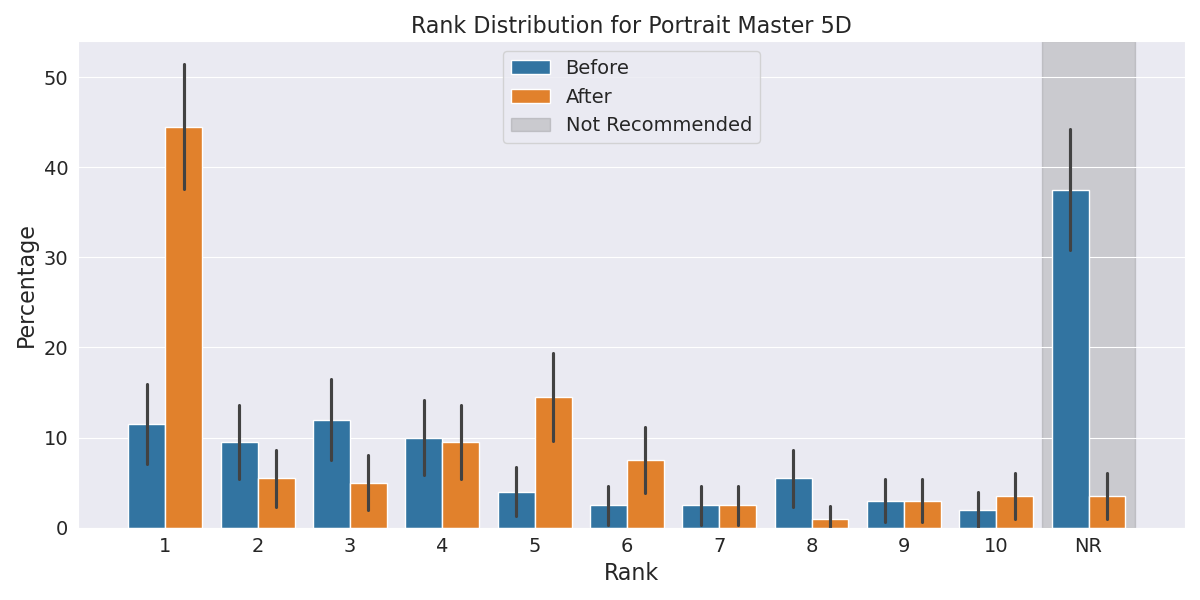 Rank Distribution for Portrait Master 5D
Before
After
Not Recommended
Percentage
50
40
30
20
10
0
1 2 3 4 5 6 7 8 9 10 NR
Rank